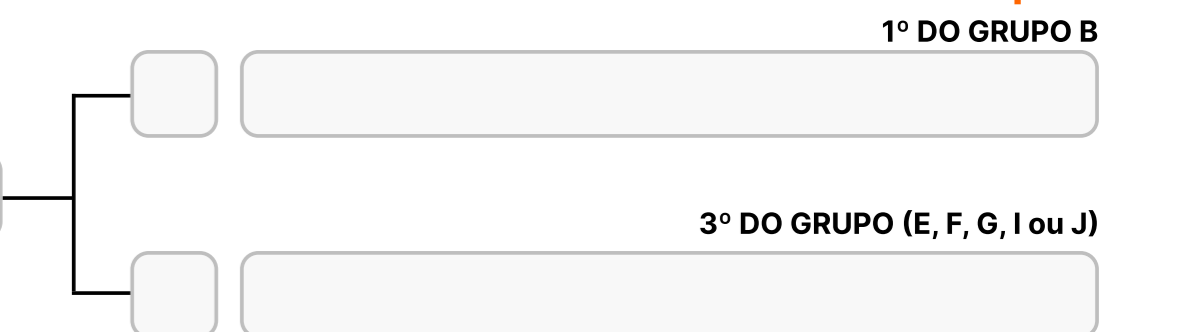 1º DO GRUPO B
3º DO GRUPO (E, F, G, I ou J)